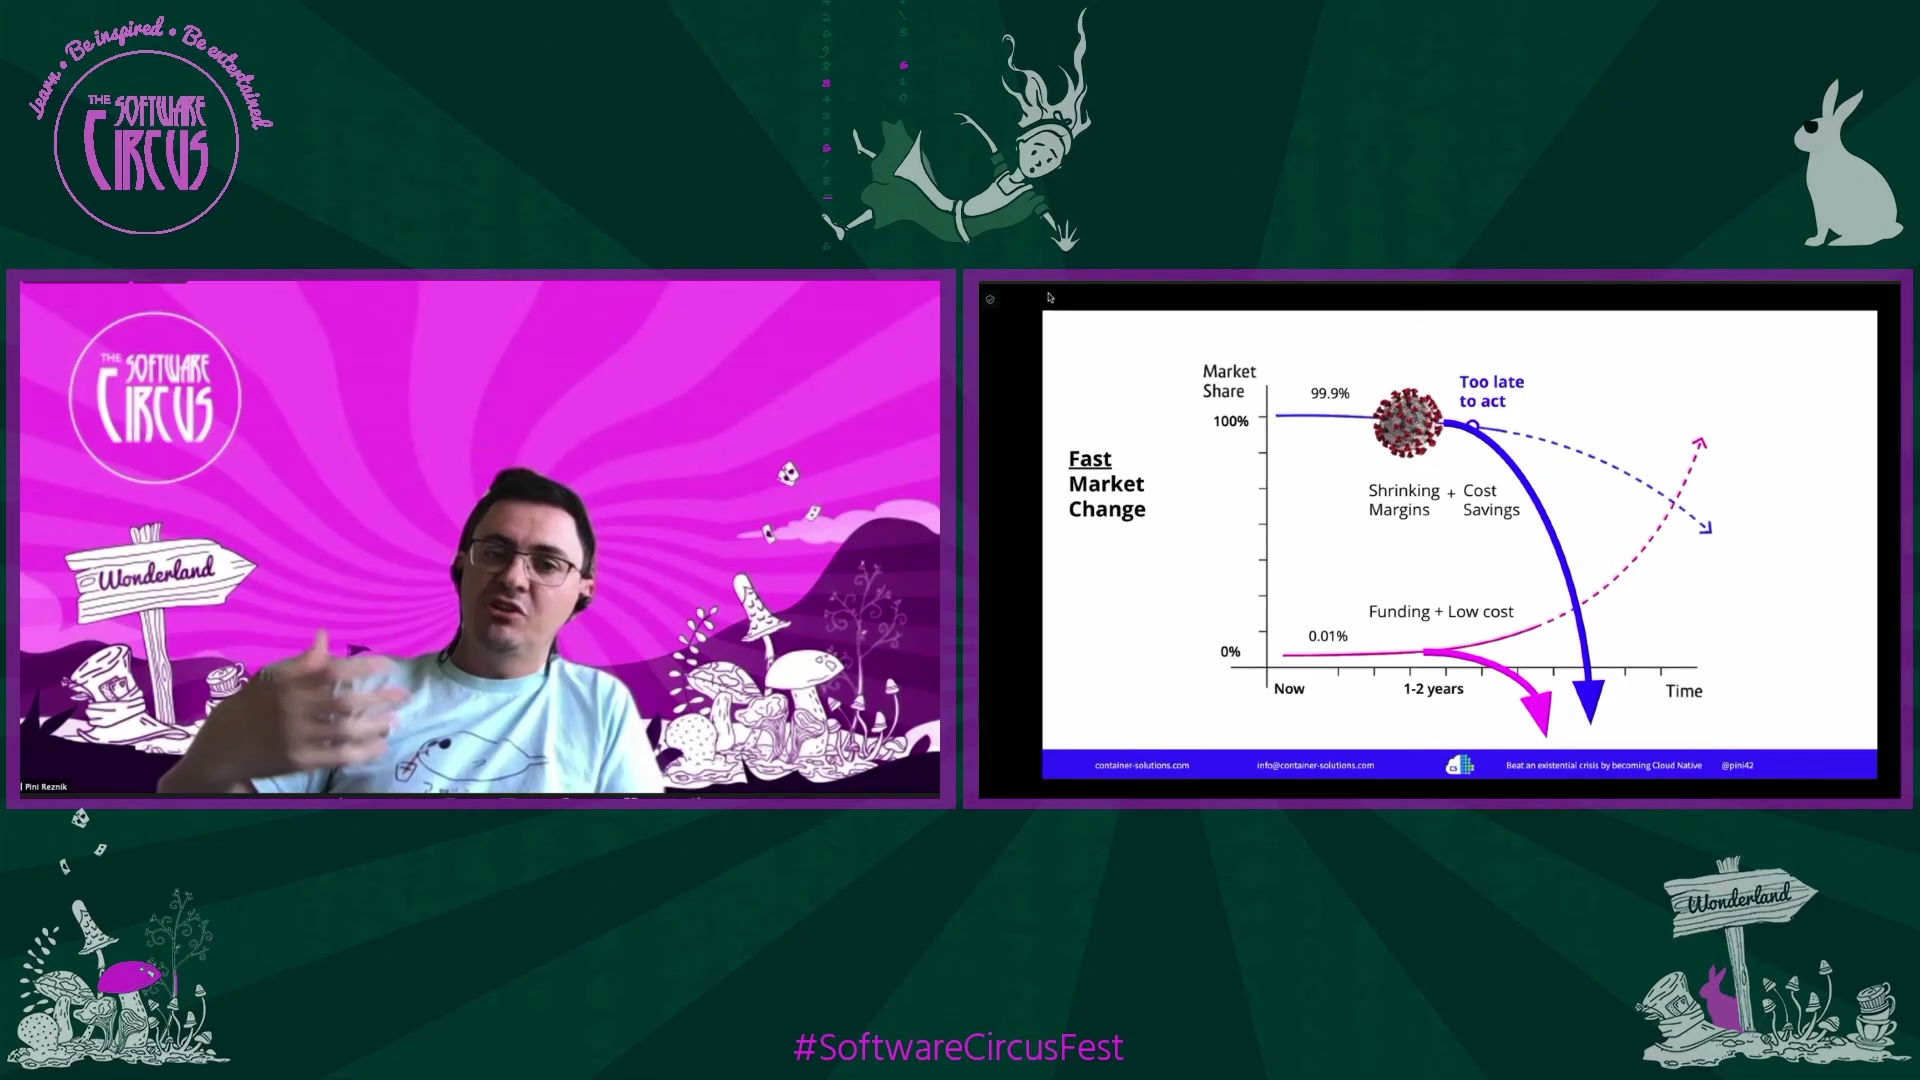 learn • Be inspired • Be entertained
THE SOFTWARE CIRCUS
THE SOFTWARE CIRCUS
Wonderland
Pini Reznik
Fast
Market
Change
Market
Share
100%
99.9%
Too late
to act
Shrinking + Cost
Margins Savings
Funding + Low cost
0.01%
0%
Now
1-2 years
Time
container-solutions.com
info@container-solutions.com
CS
Beat an existential crisis by becoming Cloud Native
@pini42
Wonderland
#SoftwareCircusFest